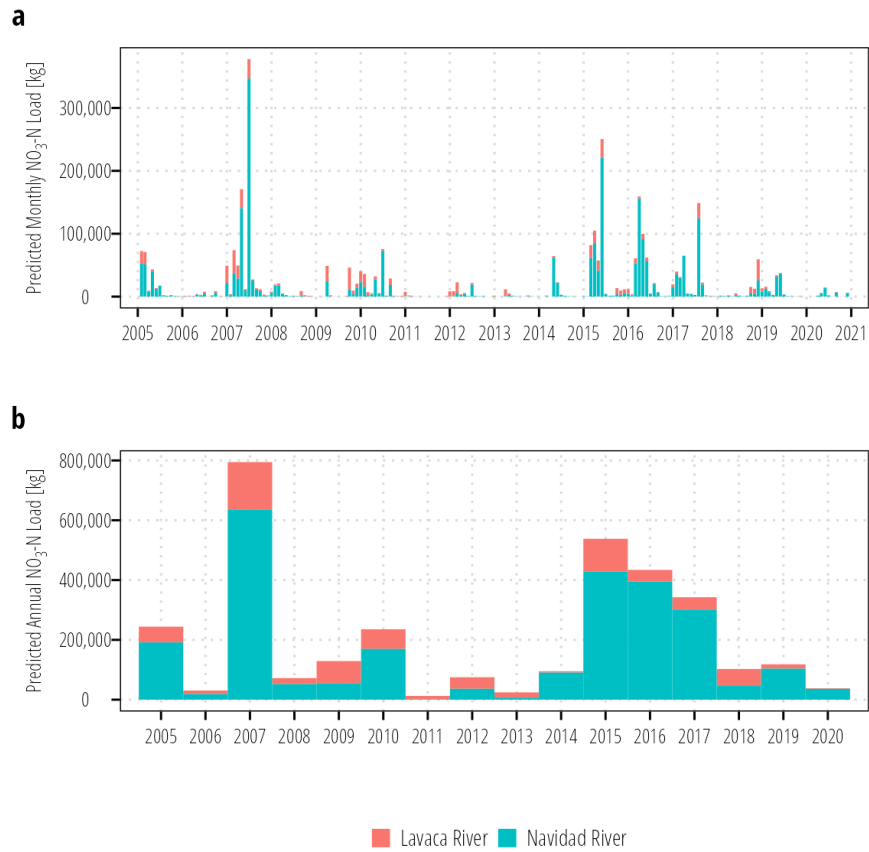 a
Predicted Monthly NO3-N Load [kg]
300,000
200,000
100,000
0
2005 2006 2007 2008 2009 2010 2011 2012 2013 2014 2015 2016 2017 2018 2019 2020 2021
b
Predicted Annual NO3-N Load [kg]
800,000
600,000
400,000
200,000
0
2005 2006 2007 2008 2009 2010 2011 2012 2013 2014 2015 2016 2017 2018 2019 2020
Lavaca River Navidad River